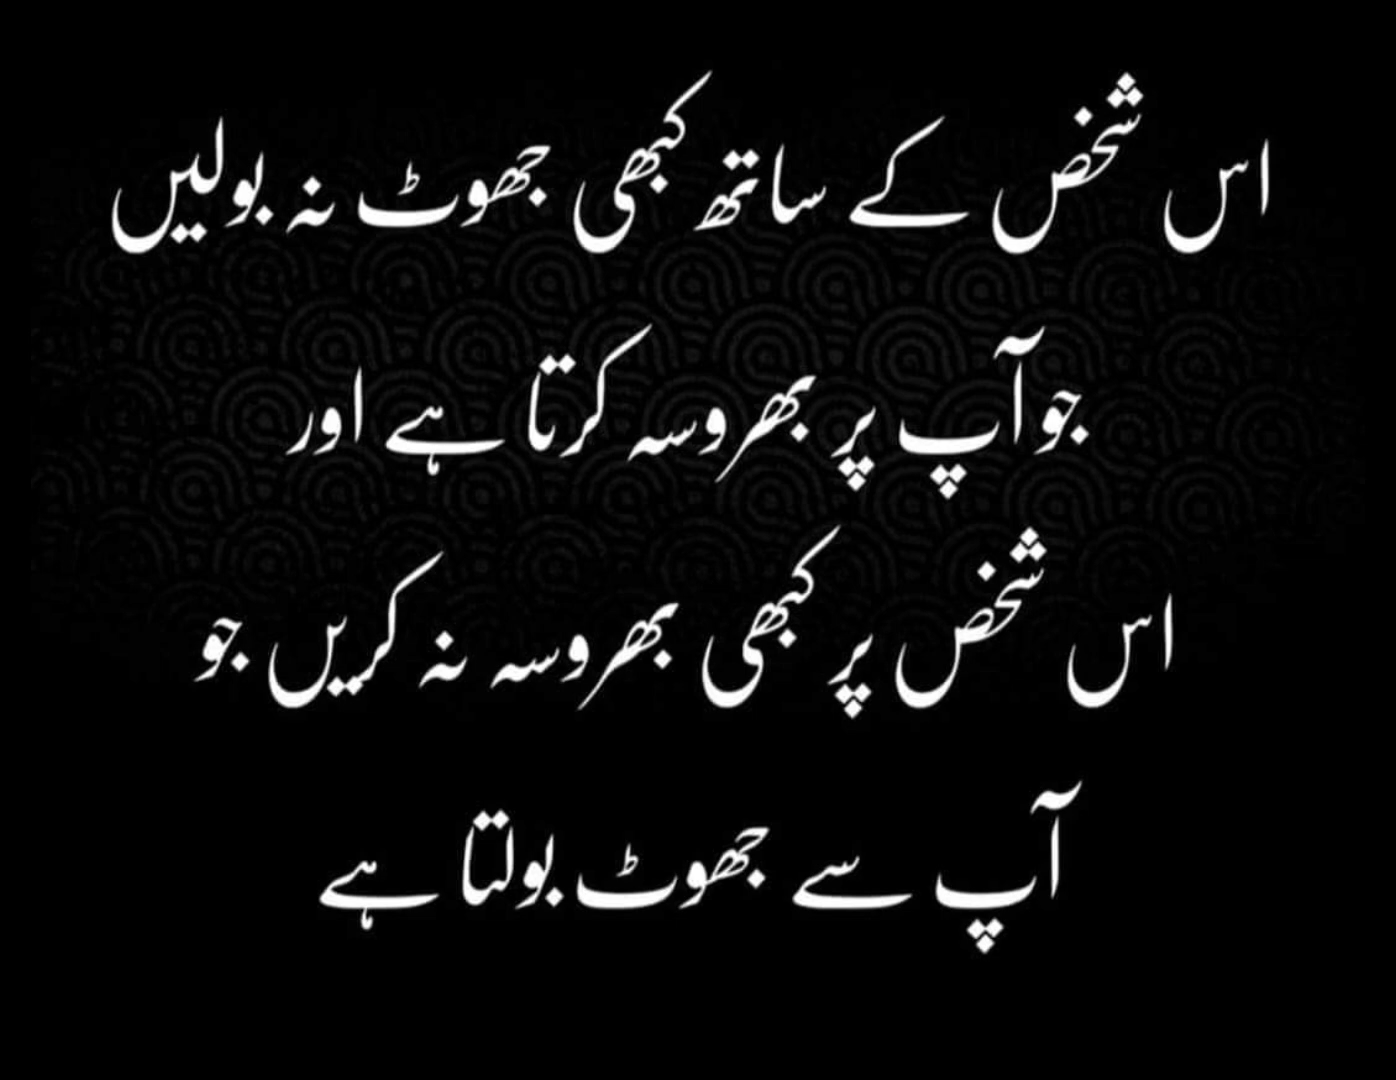 اس شخص کے ساتھ کبھی جھوٹ نہ بولیں
جو آپ پر بھروسہ کرتا ہے اور
اس شخص پر کبھی بھروسہ نہ کریں جو
آپ سے جھوٹ بولتا ہے